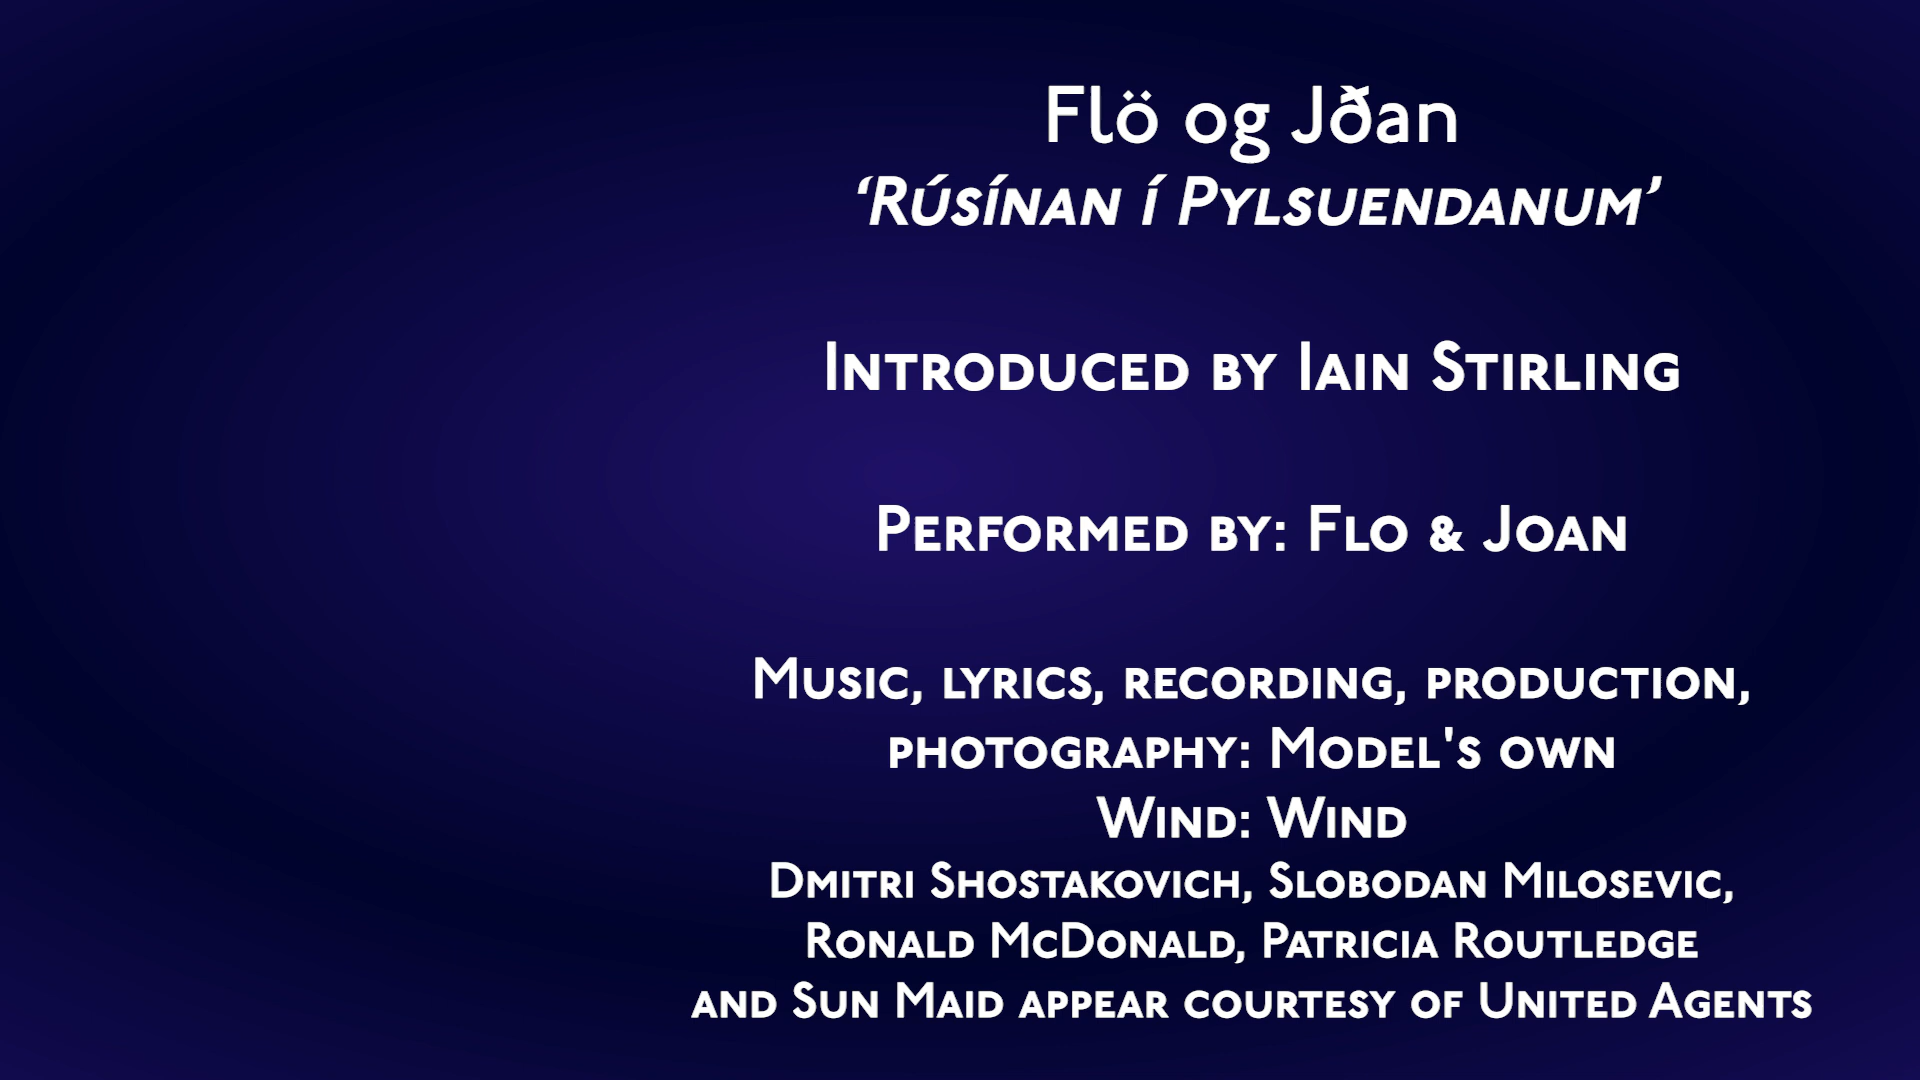 Flö og Jðan
‘Rúsínan í Pylsuendanum’
Introduced by Iain Stirling
Performed by: Flo & Joan
Music, lyrics, recording, production,
photography: Model's own
Wind: Wind
Dmitri Shostakovich, Slobodan Milosevic,
Ronald McDonald, Patricia Routledge
and Sun Maid appear courtesy of United Agents